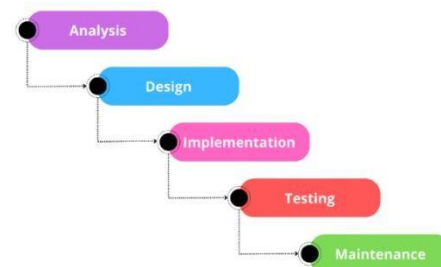 Analysis
Design
Implementation
Testing
Maintenance